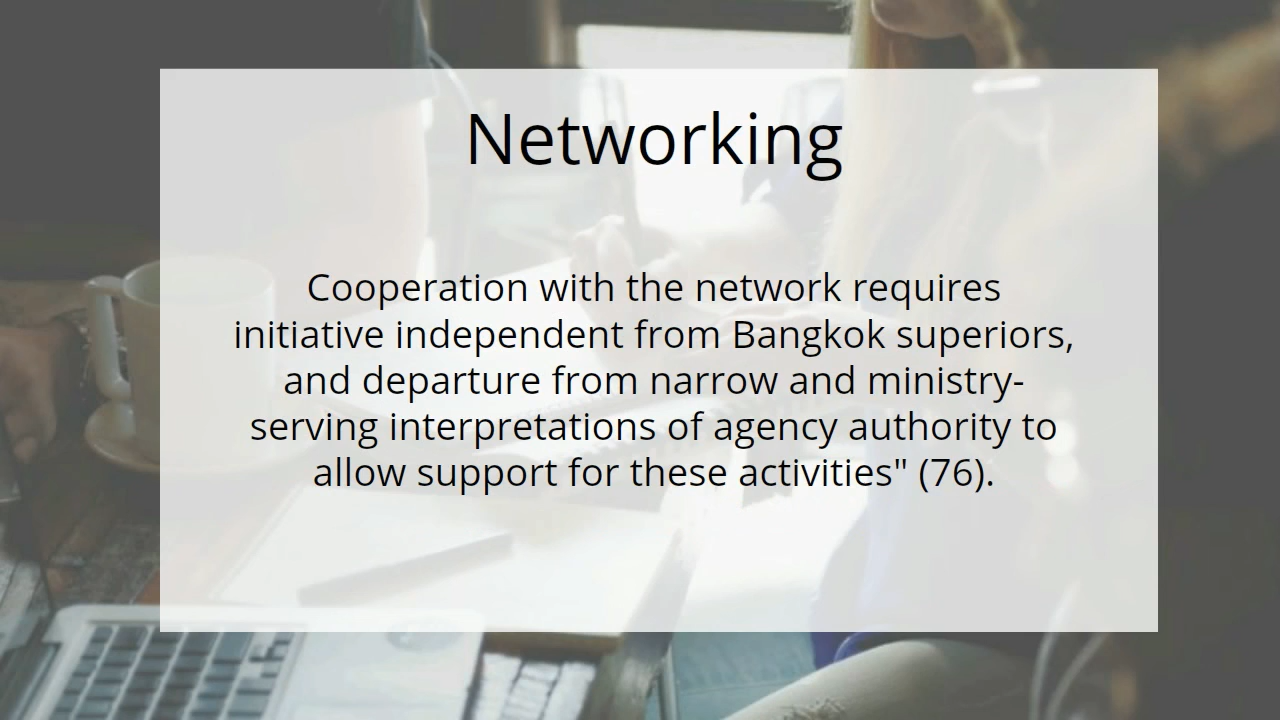 Networking
Cooperation with the network requires
initiative independent from Bangkok superiors,
and departure from narrow and ministry-
serving interpretations of agency authority to
allow support for these activities" (76).